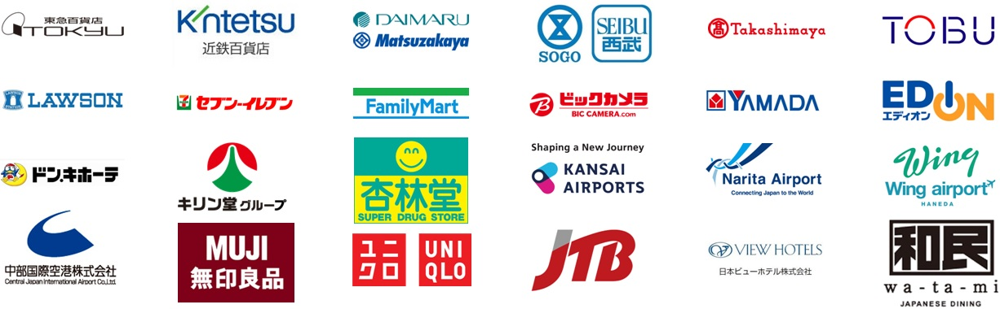 東急百貨店
TOKYU
Kintetsu
近鉄百貨店
DAIMARU
Matsuzakaya
SOGO
SEIBU
西武
髙
Takashimaya
TOBU
LAWSON
STATION
LAWSON
7
セブン-イレブン
FamilyMart
B
ビックカメラ
BIC CAMERA.com
YAMADA
EDION
エディオン
ドン.キホーテ
キリン堂グループ
杏林堂
SUPER DRUG STORE
Shaping a New Journey
KANSAI
AIRPORTS
Narita Airport
Connecting Japan to the World
Wing
Wing airport
HANEDA
中部国際空港株式会社
Central Japan International Airport Co.,Ltd.
MUJI
無印良品
ユニ
クロ
UNI
QLO
JTB
VIEW HOTELS
日本ビューホテル株式会社
和民
wa-ta-mi
JAPANESE DINING